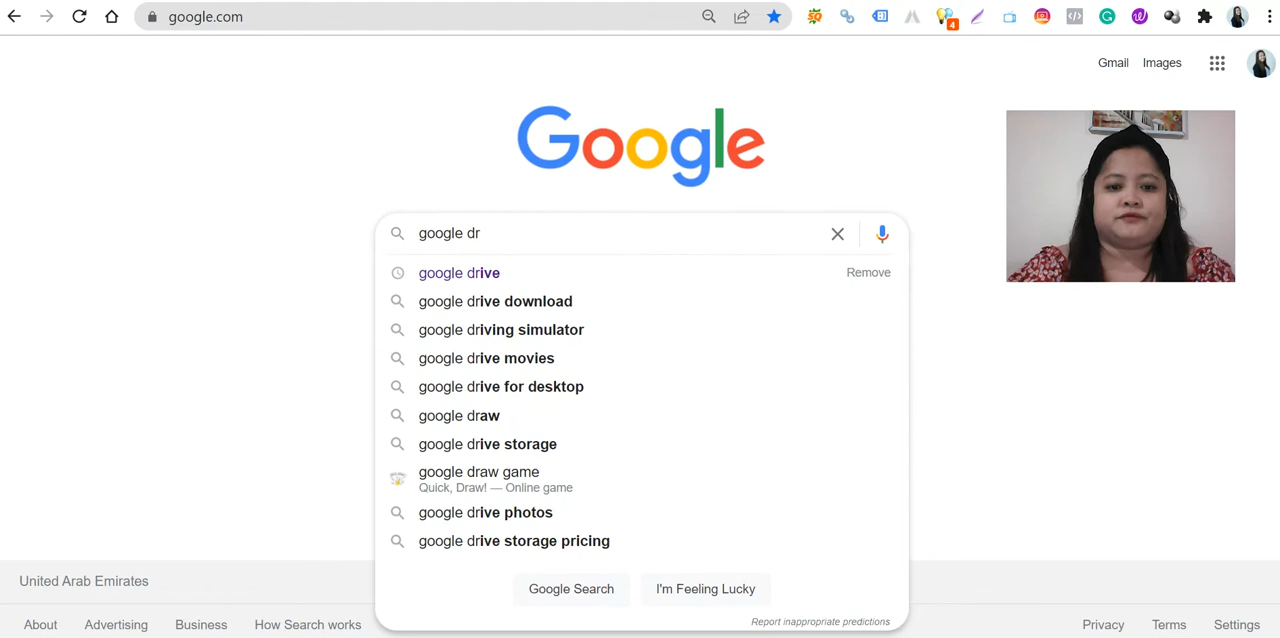 google.com
4
Gmail Images
Google
google dr
google drive Remove
google drive download
google driving simulator
google drive movies
google drive for desktop
google draw
google drive storage
google draw game
Quick, Draw! — Online game
google drive photos
google drive storage pricing
Google Search I'm Feeling Lucky
Report inappropriate predictions
United Arab Emirates
About Advertising Business How Search works Privacy Terms Settings